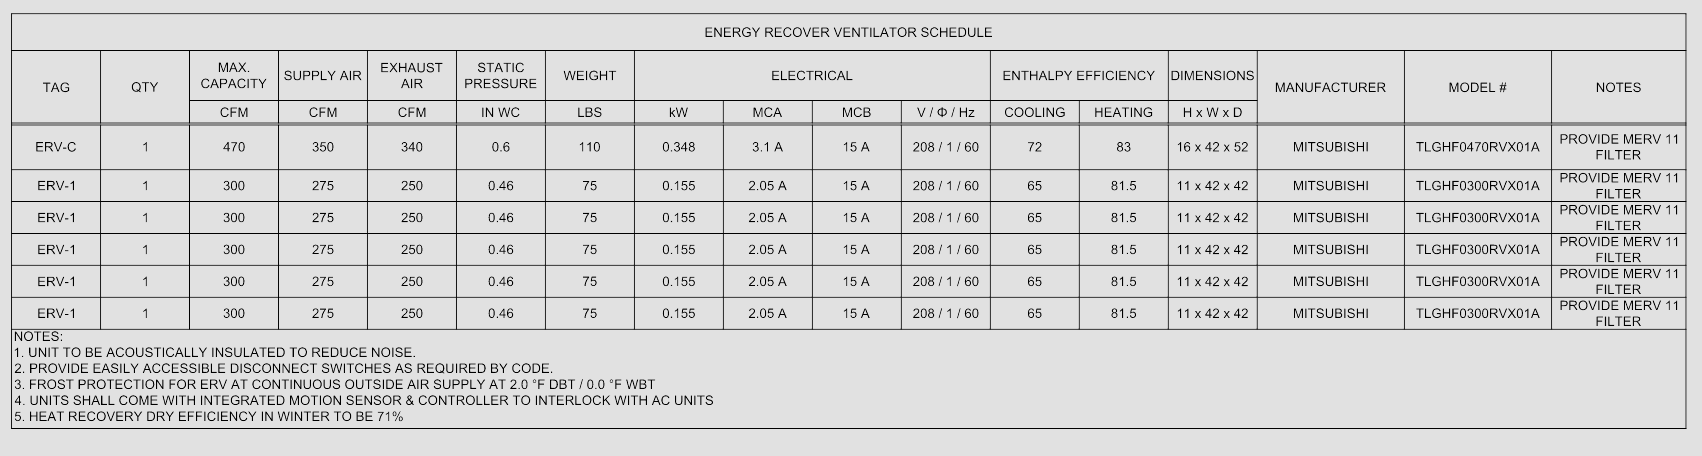 ENERGY RECOVER VENTILATOR SCHEDULE
TAG QTY MAX. CAPACITY SUPPLY AIR EXHAUST AIR STATIC PRESSURE WEIGHT ELECTRICAL ENTHALPY EFFICIENCY DIMENSIONS MANUFACTURER MODEL # NOTES
CFM CFM CFM IN WC LBS kW MCA MCB V / Φ / Hz COOLING HEATING H x W x D
ERV-C 1 470 350 340 0.6 110 0.348 3.1 A 15 A 208 / 1 / 60 72 83 16 x 42 x 52 MITSUBISHI TLGHF0470RVX01A PROVIDE MERV 11 FILTER
ERV-1 1 300 275 250 0.46 75 0.155 2.05 A 15 A 208 / 1 / 60 65 81.5 11 x 42 x 42 MITSUBISHI TLGHF0300RVX01A PROVIDE MERV 11 FILTER
ERV-1 1 300 275 250 0.46 75 0.155 2.05 A 15 A 208 / 1 / 60 65 81.5 11 x 42 x 42 MITSUBISHI TLGHF0300RVX01A PROVIDE MERV 11 FILTER
ERV-1 1 300 275 250 0.46 75 0.155 2.05 A 15 A 208 / 1 / 60 65 81.5 11 x 42 x 42 MITSUBISHI TLGHF0300RVX01A PROVIDE MERV 11 FILTER
ERV-1 1 300 275 250 0.46 75 0.155 2.05 A 15 A 208 / 1 / 60 65 81.5 11 x 42 x 42 MITSUBISHI TLGHF0300RVX01A PROVIDE MERV 11 FILTER
ERV-1 1 300 275 250 0.46 75 0.155 2.05 A 15 A 208 / 1 / 60 65 81.5 11 x 42 x 42 MITSUBISHI TLGHF0300RVX01A PROVIDE MERV 11 FILTER
NOTES:
1. UNIT TO BE ACOUSTICALLY INSULATED TO REDUCE NOISE.
2. PROVIDE EASILY ACCESSIBLE DISCONNECT SWITCHES AS REQUIRED BY CODE.
3. FROST PROTECTION FOR ERV AT CONTINUOUS OUTSIDE AIR SUPPLY AT 2.0 °F DBT / 0.0 °F WBT
4. UNITS SHALL COME WITH INTEGRATED MOTION SENSOR & CONTROLLER TO INTERLOCK WITH AC UNITS
5. HEAT RECOVERY DRY EFFICIENCY IN WINTER TO BE 71%